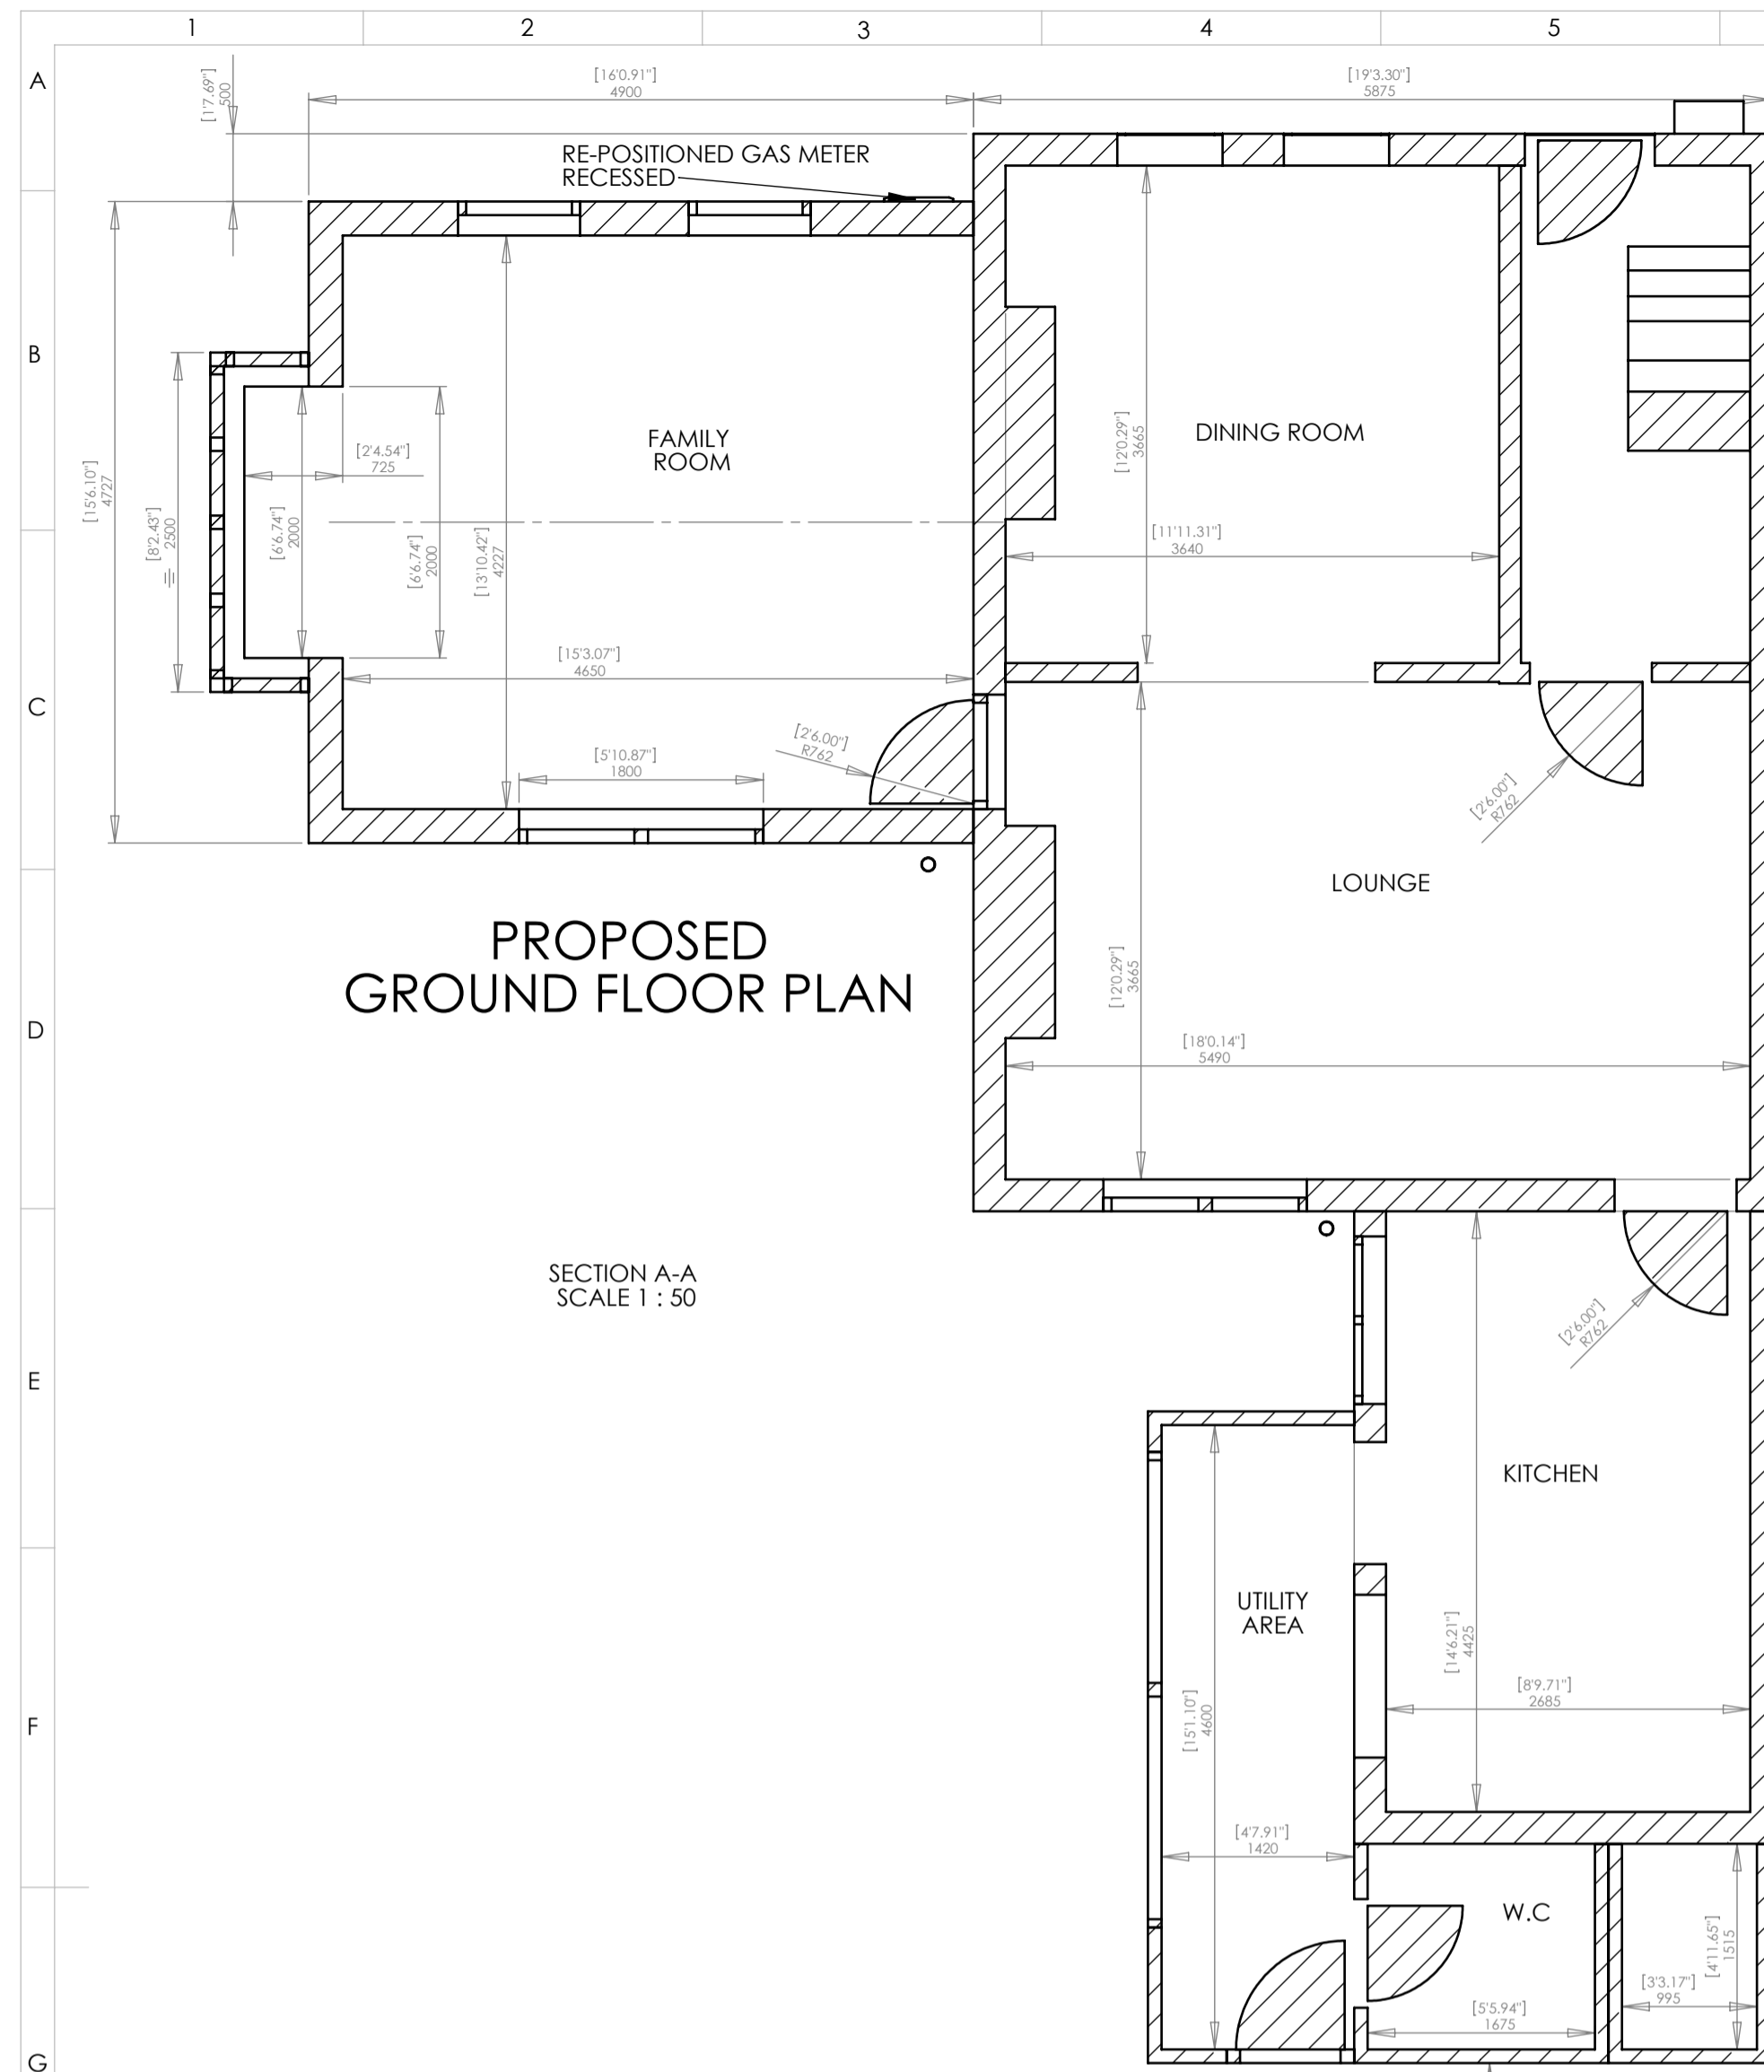 1 2 3 4 5
A
[16'0.91"]
4900
[19'3.30"]
5875
[1'7.69"]
500
RE-POSITIONED GAS METER
RECESSED
B
FAMILY
ROOM
DINING ROOM
[2'4.54"]
725
[12'0.29"]
3665
[15'6.10"]
4727
[8'2.43"]
2500
=
[6'6.74"]
2000
[6'6.74"]
2000
[13'10.42"]
4227
[11'11.31"]
3640
C
[15'3.07"]
4650
[5'10.87"]
1800
[2'6.00"]
R762
[2'6.00"]
R762
LOUNGE
PROPOSED
GROUND FLOOR PLAN
[12'0.29"]
3665
D
[18'0.14"]
5490
SECTION A-A
SCALE 1 : 50
[2'6.00"]
R762
E
KITCHEN
UTILITY
AREA
[14'6.21"]
4425
[15'1.10"]
4600
[8'9.71"]
2685
F
[4'7.91"]
1420
W.C
[4'11.65"]
1515
[3'3.17"]
995
[5'5.94"]
1675
G